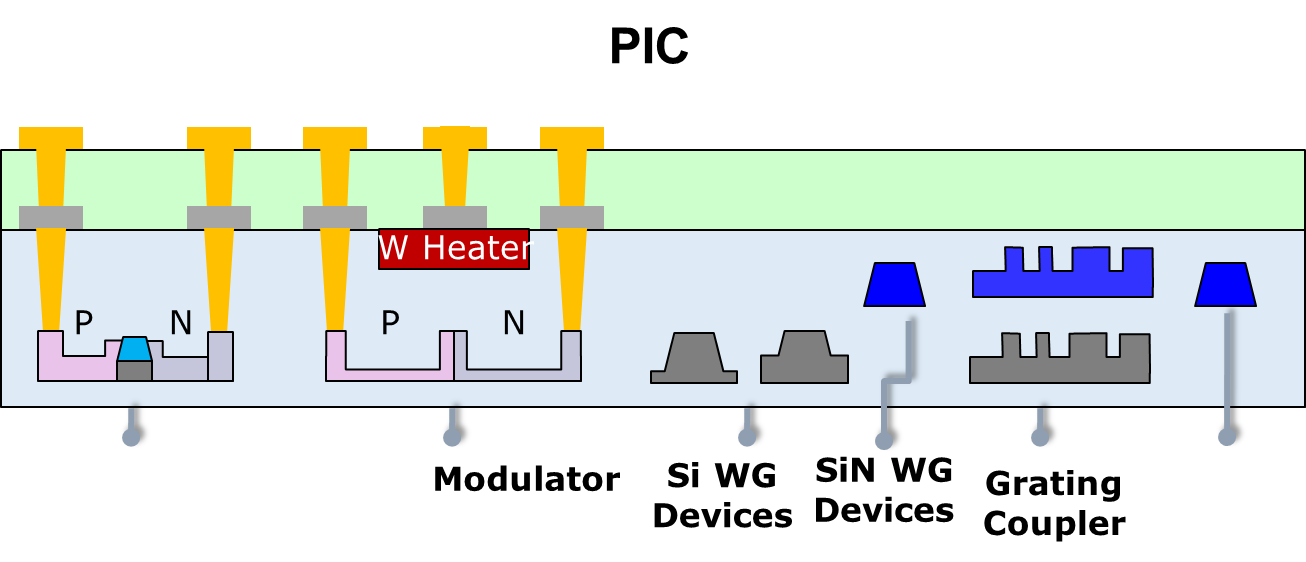 PIC
W Heater
P
N
P
N
Modulator
Si WG
Devices
SiN WG
Devices
Grating
Coupler